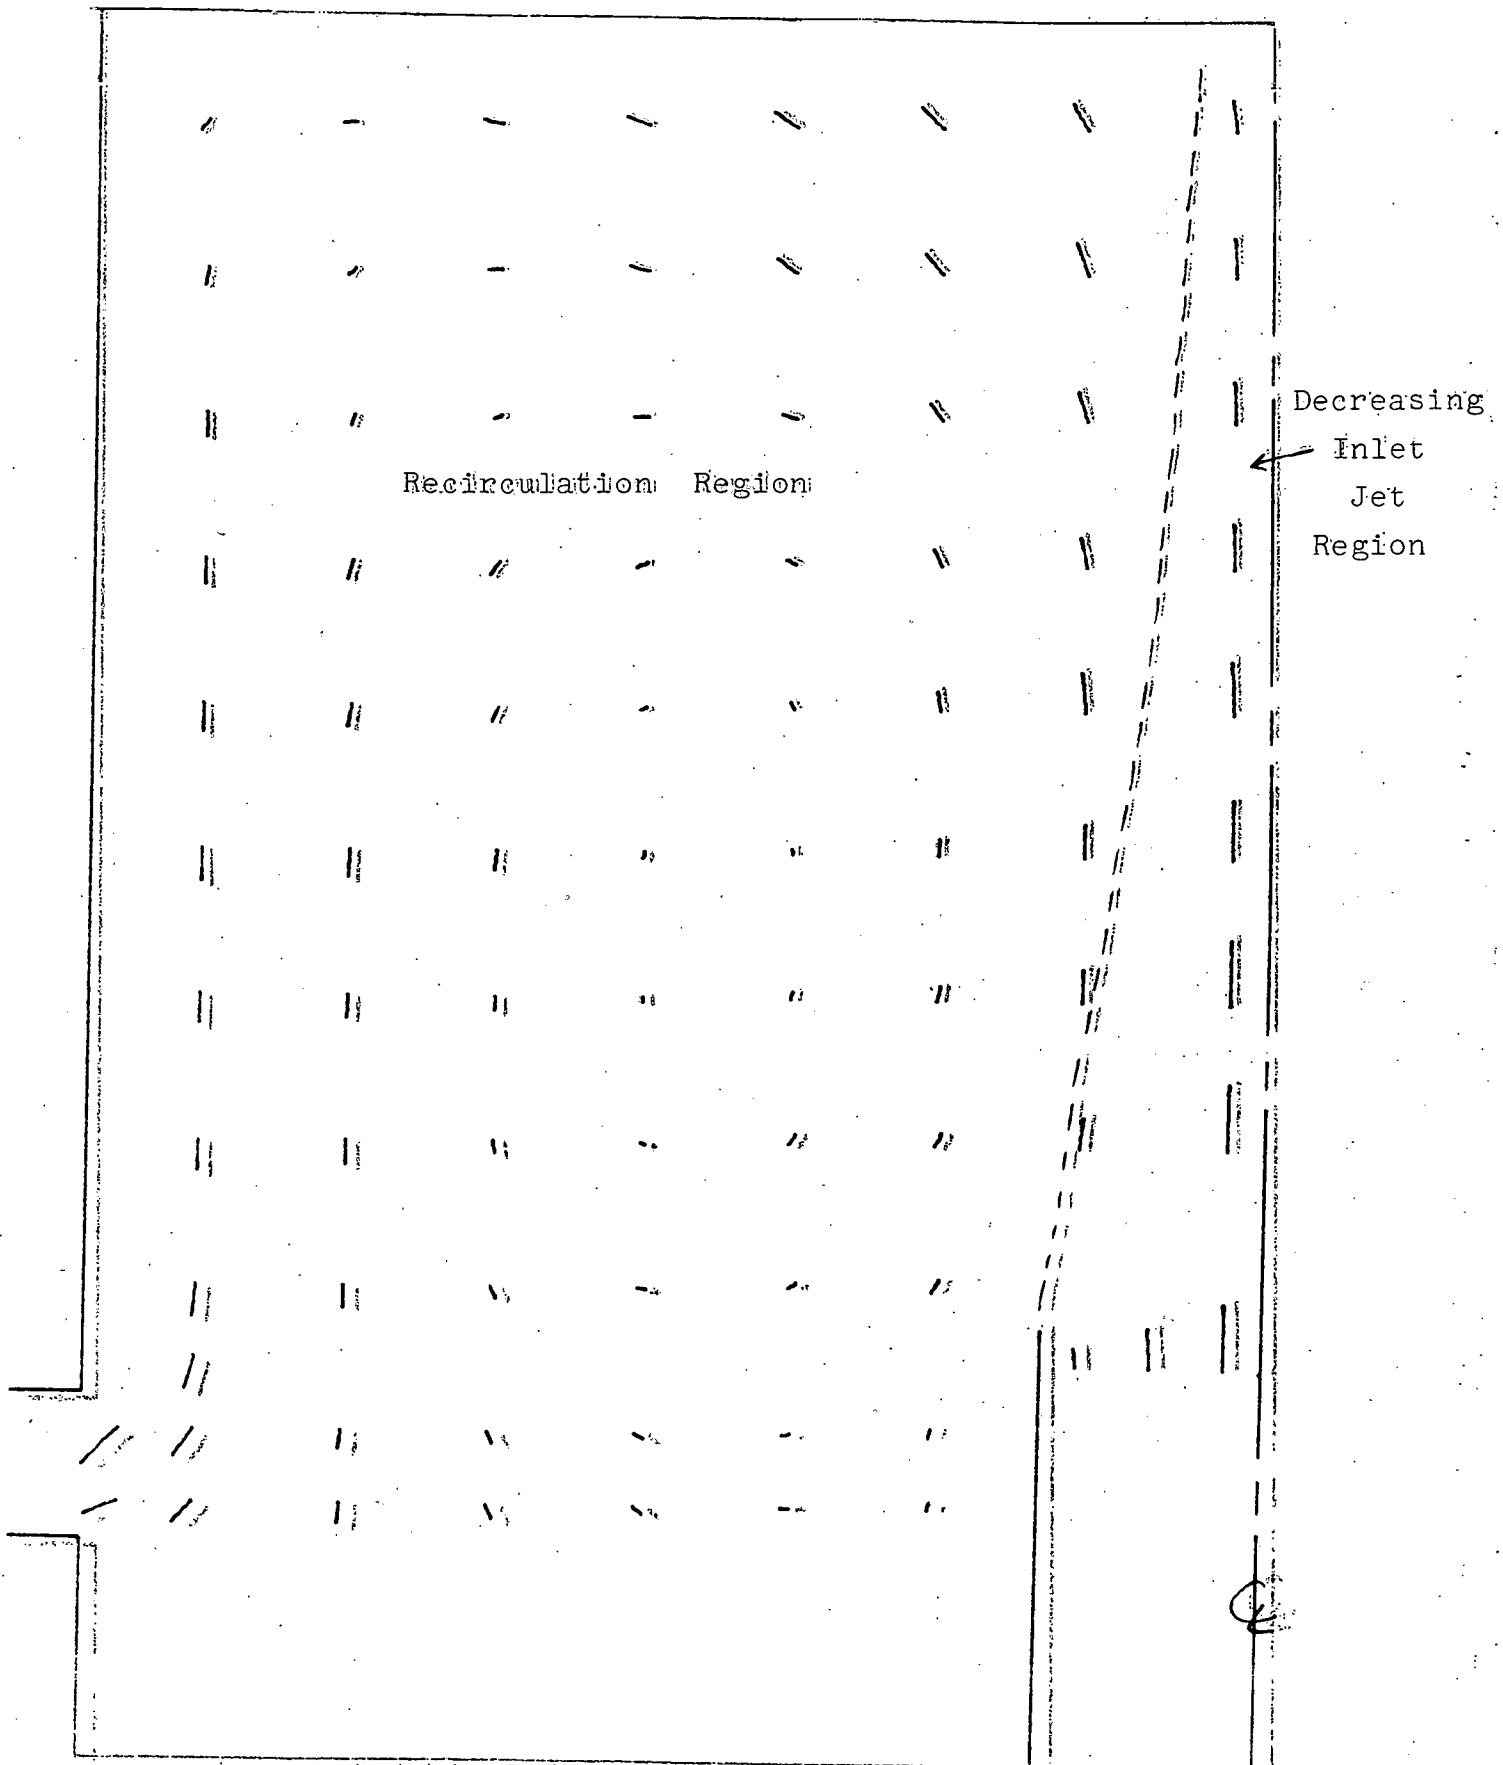 Recirculation Region
Decreasing
Inlet
Jet
Region